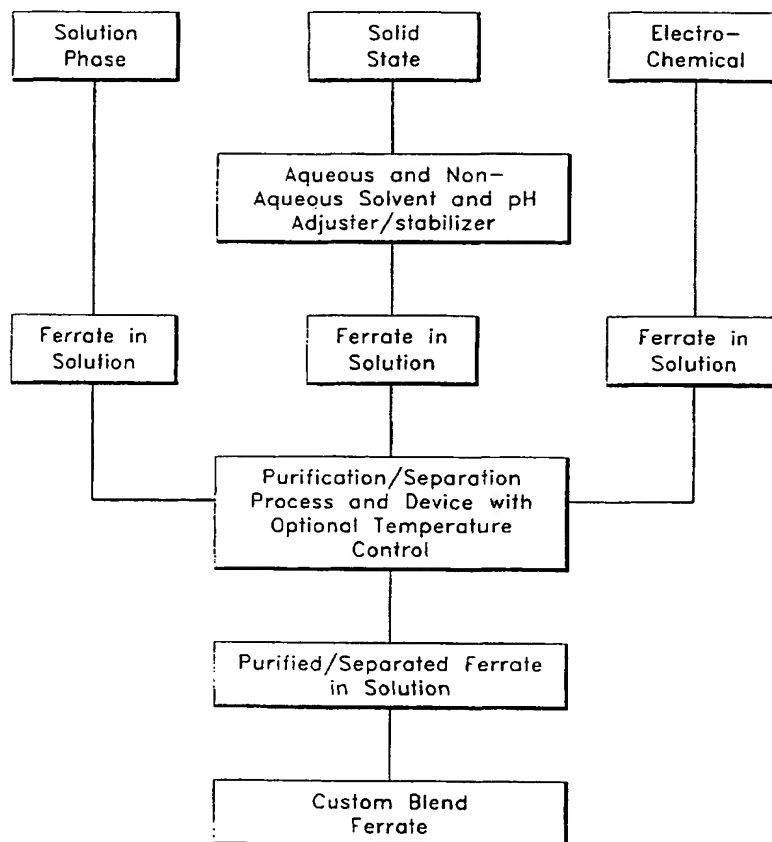 Solution
Phase
Solid
State
Electro-
Chemical
Aqueous and Non-
Aqueous Solvent and pH
Adjuster/stabilizer
Ferrate in
Solution
Ferrate in
Solution
Ferrate in
Solution
Purification/Separation
Process and Device with
Optional Temperature
Control
Purified/Separated Ferrate
in Solution
Custom Blend
Ferrate